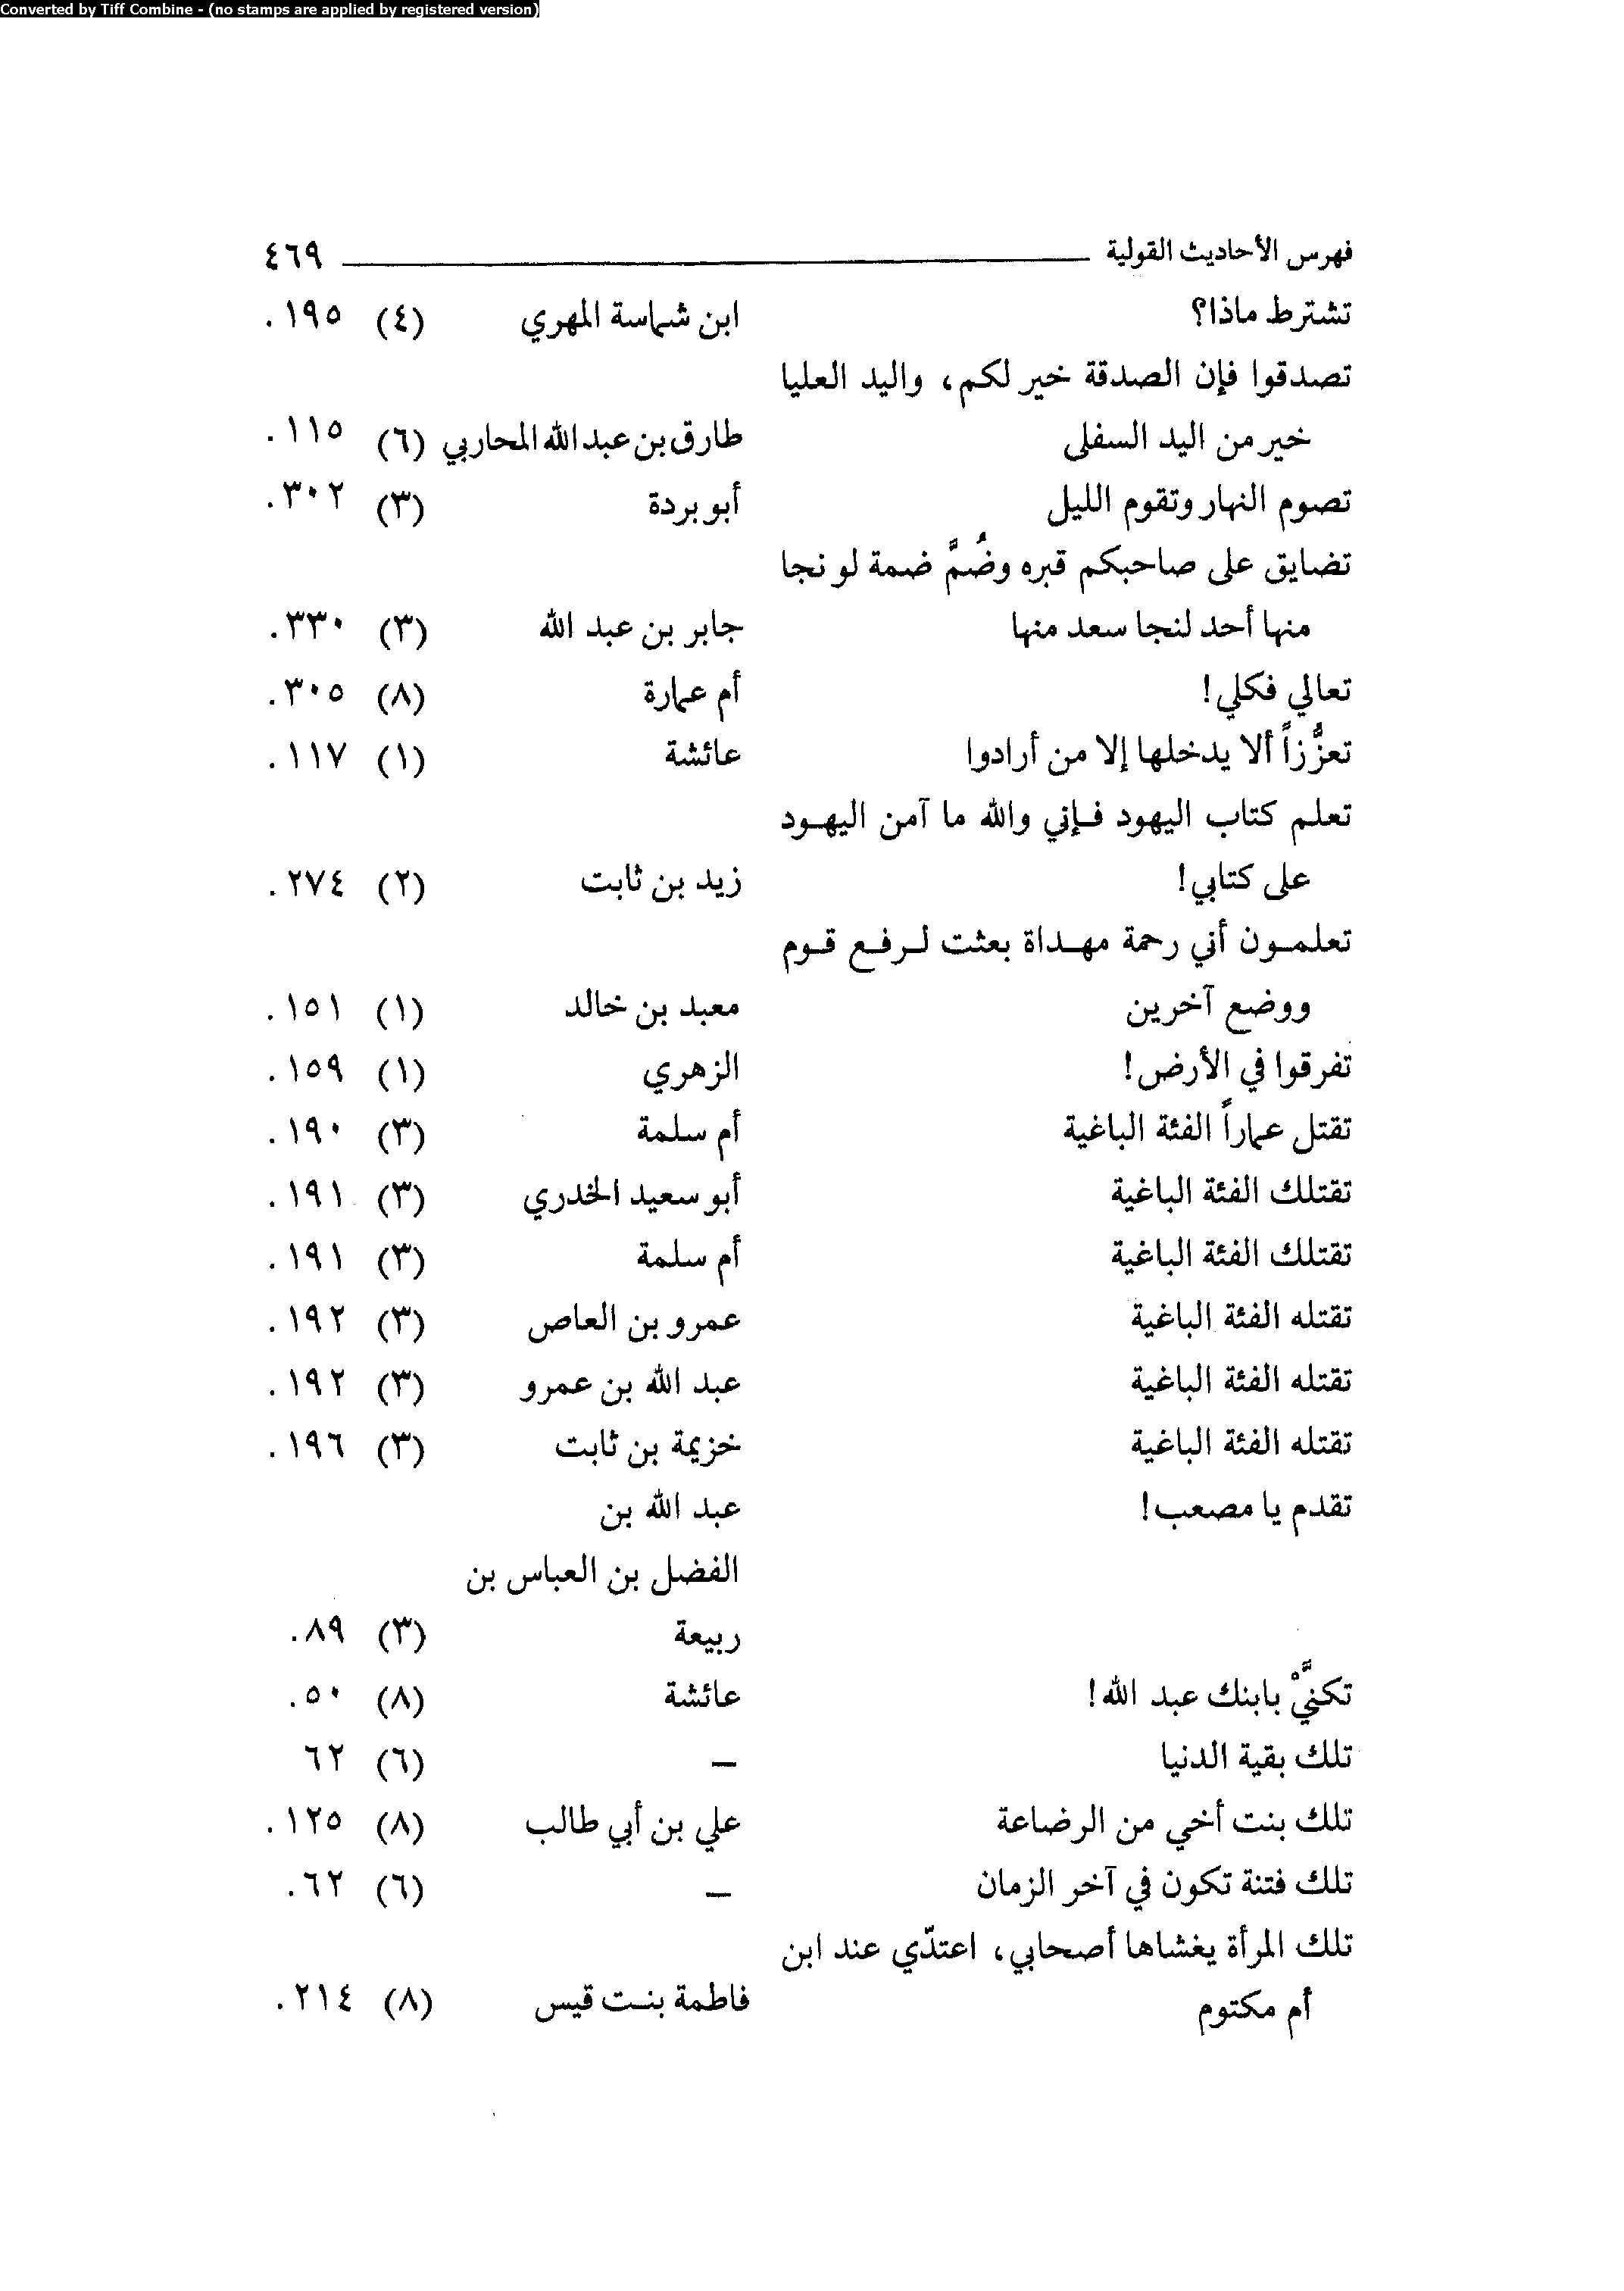 Converted by Tiff Combine - (no stamps are applied by registered version)
فهرس الأحاديث القولية ٤٦٩
تشترط ماذا؟ ابن شماسة المهري (٤) ١٩٥.
تصدقوا فإن الصدقة خير لكم، واليد العليا
خير من اليد السفلى طارق بن عبد الله المحاربي (٦) ١١٥.
تصوم النهار وتقوم الليل أبو بردة (٣) ٣٠٢.
تضايق على صاحبكم قبره وضُمَّ ضمة لو نجا
منها أحد لنجا سعد منها جابر بن عبد الله (٣) ٣٣٠.
تعالي فكلي! أم عمارة (٨) ٣٠٥.
تعزُّزاً ألا يدخلها إلا من أرادوا عائشة (١) ١١٧.
تعلم كتاب اليهود فإني والله ما آمن اليهود
على كتابي! زيد بن ثابت (٢) ٢٧٤.
تعلمون أني رحمة مهداة بعثت لرفع قوم
ووضع آخرين معبد بن خالد (١) ١٥١.
تفرقوا في الأرض! الزهري (١) ١٥٩.
تقتل عماراً الفئة الباغية أم سلمة (٣) ١٩٠.
تقتلك الفئة الباغية أبو سعيد الخدري (٣) ١٩١.
تقتلك الفئة الباغية أم سلمة (٣) ١٩١.
تقتله الفئة الباغية عمرو بن العاص (٣) ١٩٢.
تقتله الفئة الباغية عبد الله بن عمرو (٣) ١٩٢.
تقتله الفئة الباغية خزيمة بن ثابت (٣) ١٩٦.
تقدم يا مصعب! عبد الله بن
الفضل بن العباس بن
ربيعة (٣) ٨٩.
تكنَّيْ بابنك عبد الله! عائشة (٨) ٥٠.
تلك بقية الدنيا – (٦) ٦٢
تلك بنت أخي من الرضاعة علي بن أبي طالب (٨) ١٢٥.
تلك فتنة تكون في آخر الزمان – (٦) ٦٢.
تلك المرأة يغشاها أصحابي، اعتدّي عند ابن
أم مكتوم فاطمة بنت قيس (٨) ٢١٤.